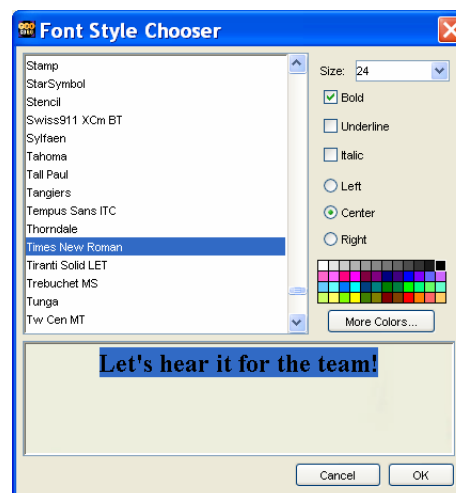 Font Style Chooser
Stamp
StarSymbol
Stencil
Swiss911 XCm BT
Sylfaen
Tahoma
Tall Paul
Tangiers
Tempus Sans ITC
Thorndale
Times New Roman
Tiranti Solid LET
Trebuchet MS
Tunga
Tw Cen MT
Size: 24
Bold
Underline
Italic
Left
Center
Right
More Colors...
Let's hear it for the team!
Cancel OK